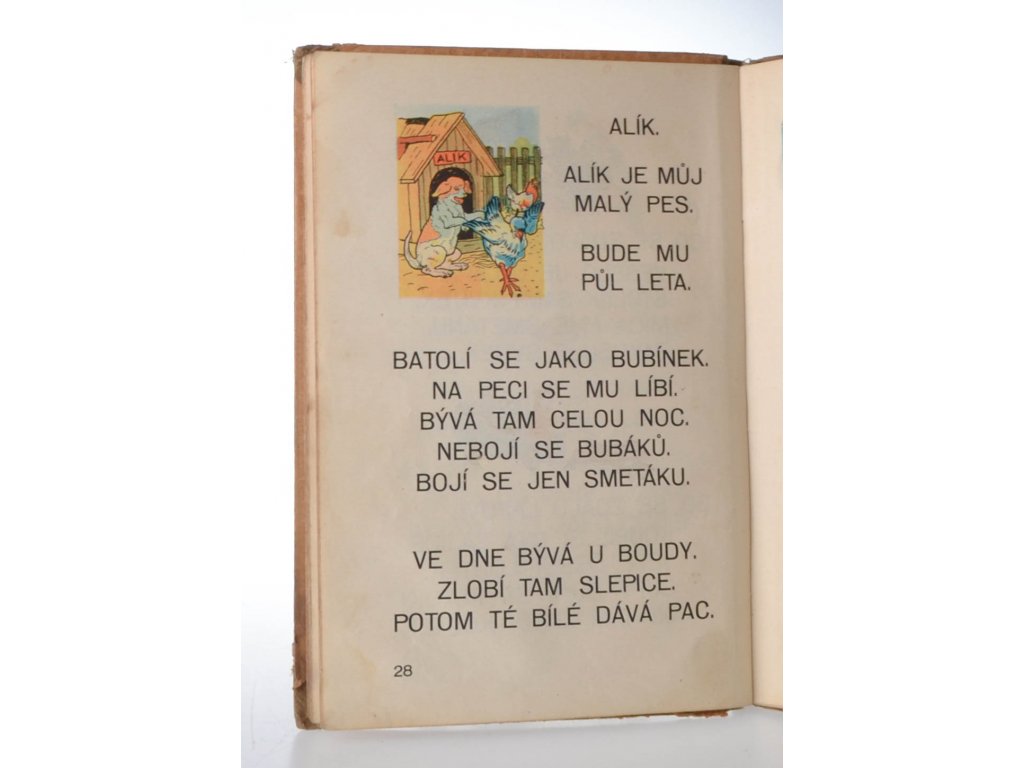 ALIK
ALÍK.
ALÍK JE MŮJ
MALÝ PES.
BUDE MU
PŮL LETA.
BATOLÍ SE JAKO BUBÍNEK.
NA PECI SE MU LÍBÍ.
BÝVÁ TAM CELOU NOC.
NEBOJÍ SE BUBÁKŮ.
BOJÍ SE JEN SMETÁKU.
VE DNE BÝVÁ U BOUDY.
ZLOBÍ TAM SLEPICE.
POTOM TÉ BÍLÉ DÁVÁ PAC.
28